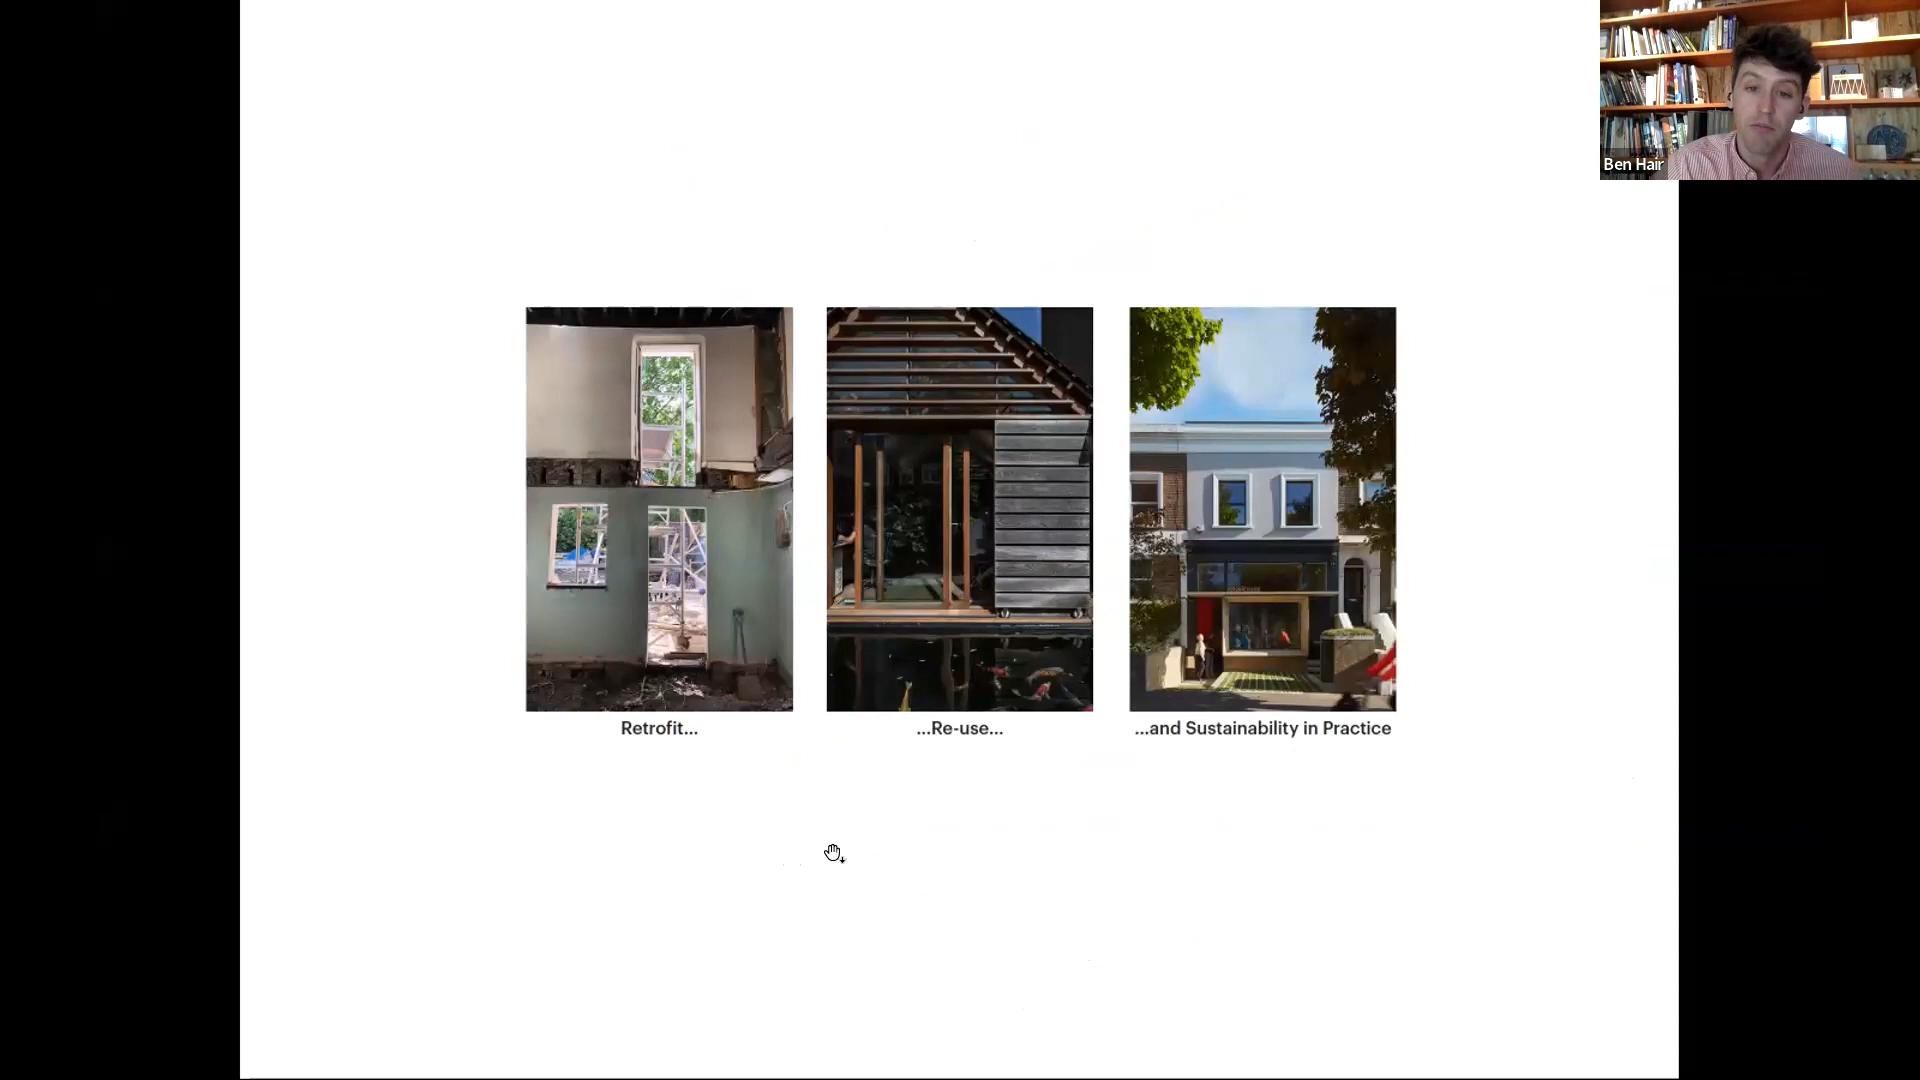 Ben Hair
Retrofit...
...Re-use...
...and Sustainability in Practice